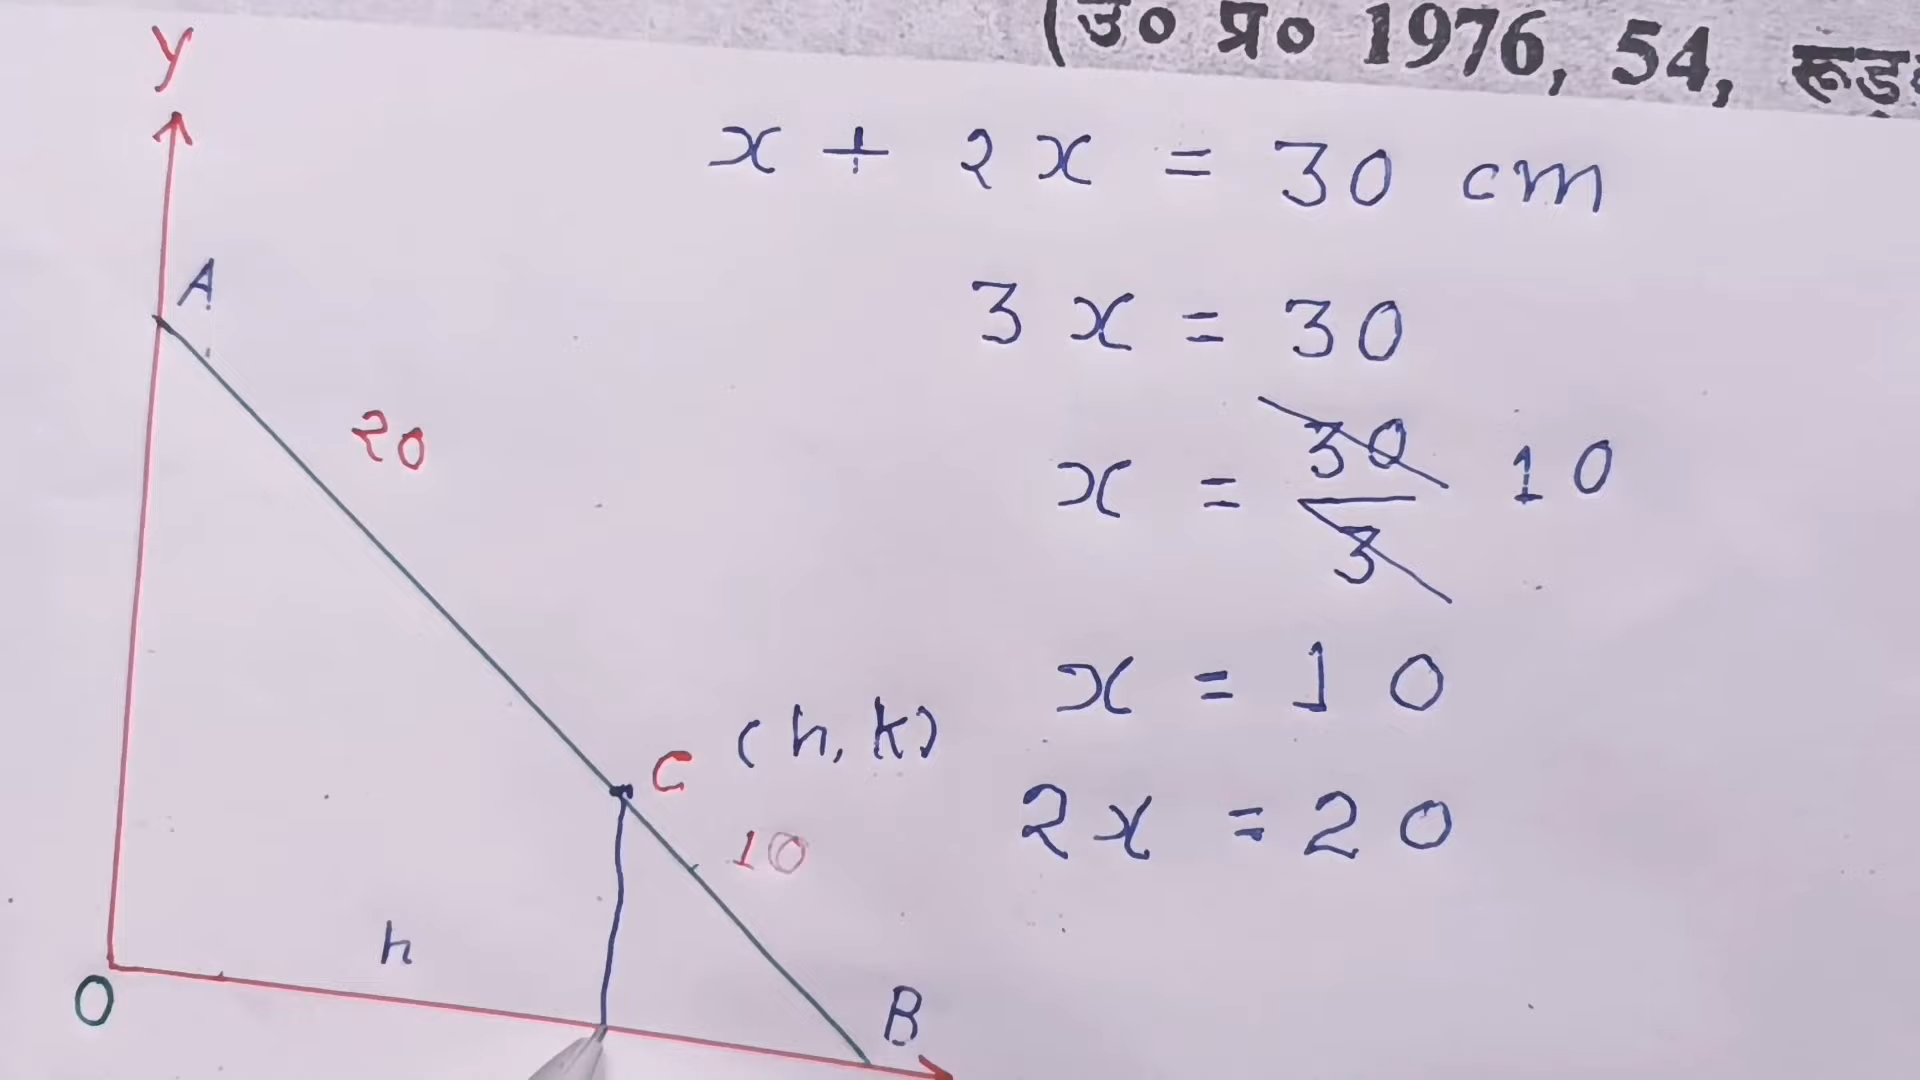 (उ० प्र० 1976, 54,
y
x + 2x = 30 cm
A
3x = 30
20
x = 30/3 10
x = 10
C (h, k)
2x = 20
10
h
O
B